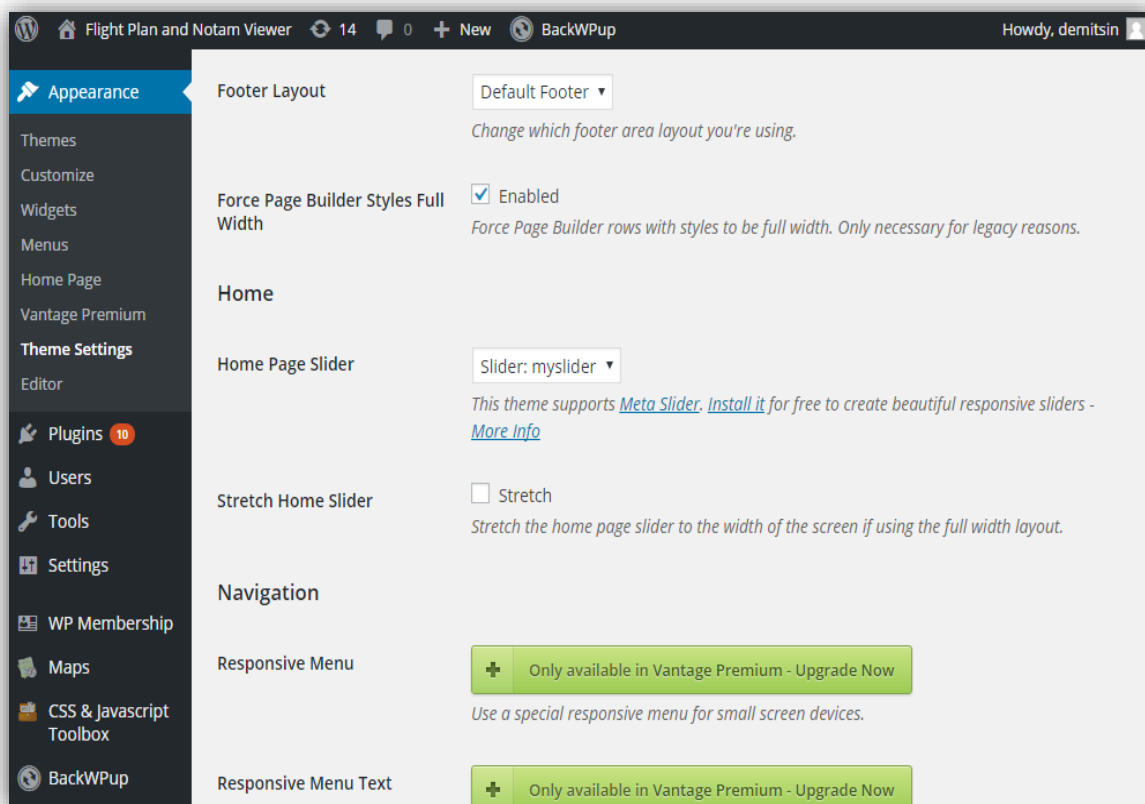 Flight Plan and Notam Viewer 14 0 New BackWPup Howdy, demitsin
Appearance
Themes
Customize
Widgets
Menus
Home Page
Vantage Premium
Theme Settings
Editor
Plugins 10
Users
Tools
Settings
WP Membership
Maps
CSS & Javascript
Toolbox
BackWPup
Footer Layout
Default Footer
Change which footer area layout you're using.
Force Page Builder Styles Full
Width
Enabled
Force Page Builder rows with styles to be full width. Only necessary for legacy reasons.
Home
Home Page Slider
Slider: myslider
This theme supports Meta Slider. Install it for free to create beautiful responsive sliders -
More Info
Stretch Home Slider
Stretch
Stretch the home page slider to the width of the screen if using the full width layout.
Navigation
Responsive Menu
Only available in Vantage Premium - Upgrade Now
Use a special responsive menu for small screen devices.
Responsive Menu Text
Only available in Vantage Premium - Upgrade Now